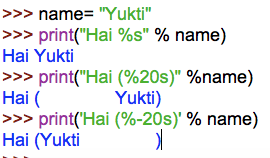 >>> name= "Yukti"
>>> print("Hai %s" % name)
Hai Yukti
>>> print("Hai (%20s)" %name)
Hai (               Yukti)
>>> print('Hai (%-20s)' % name)
Hai (Yukti               )
>>>